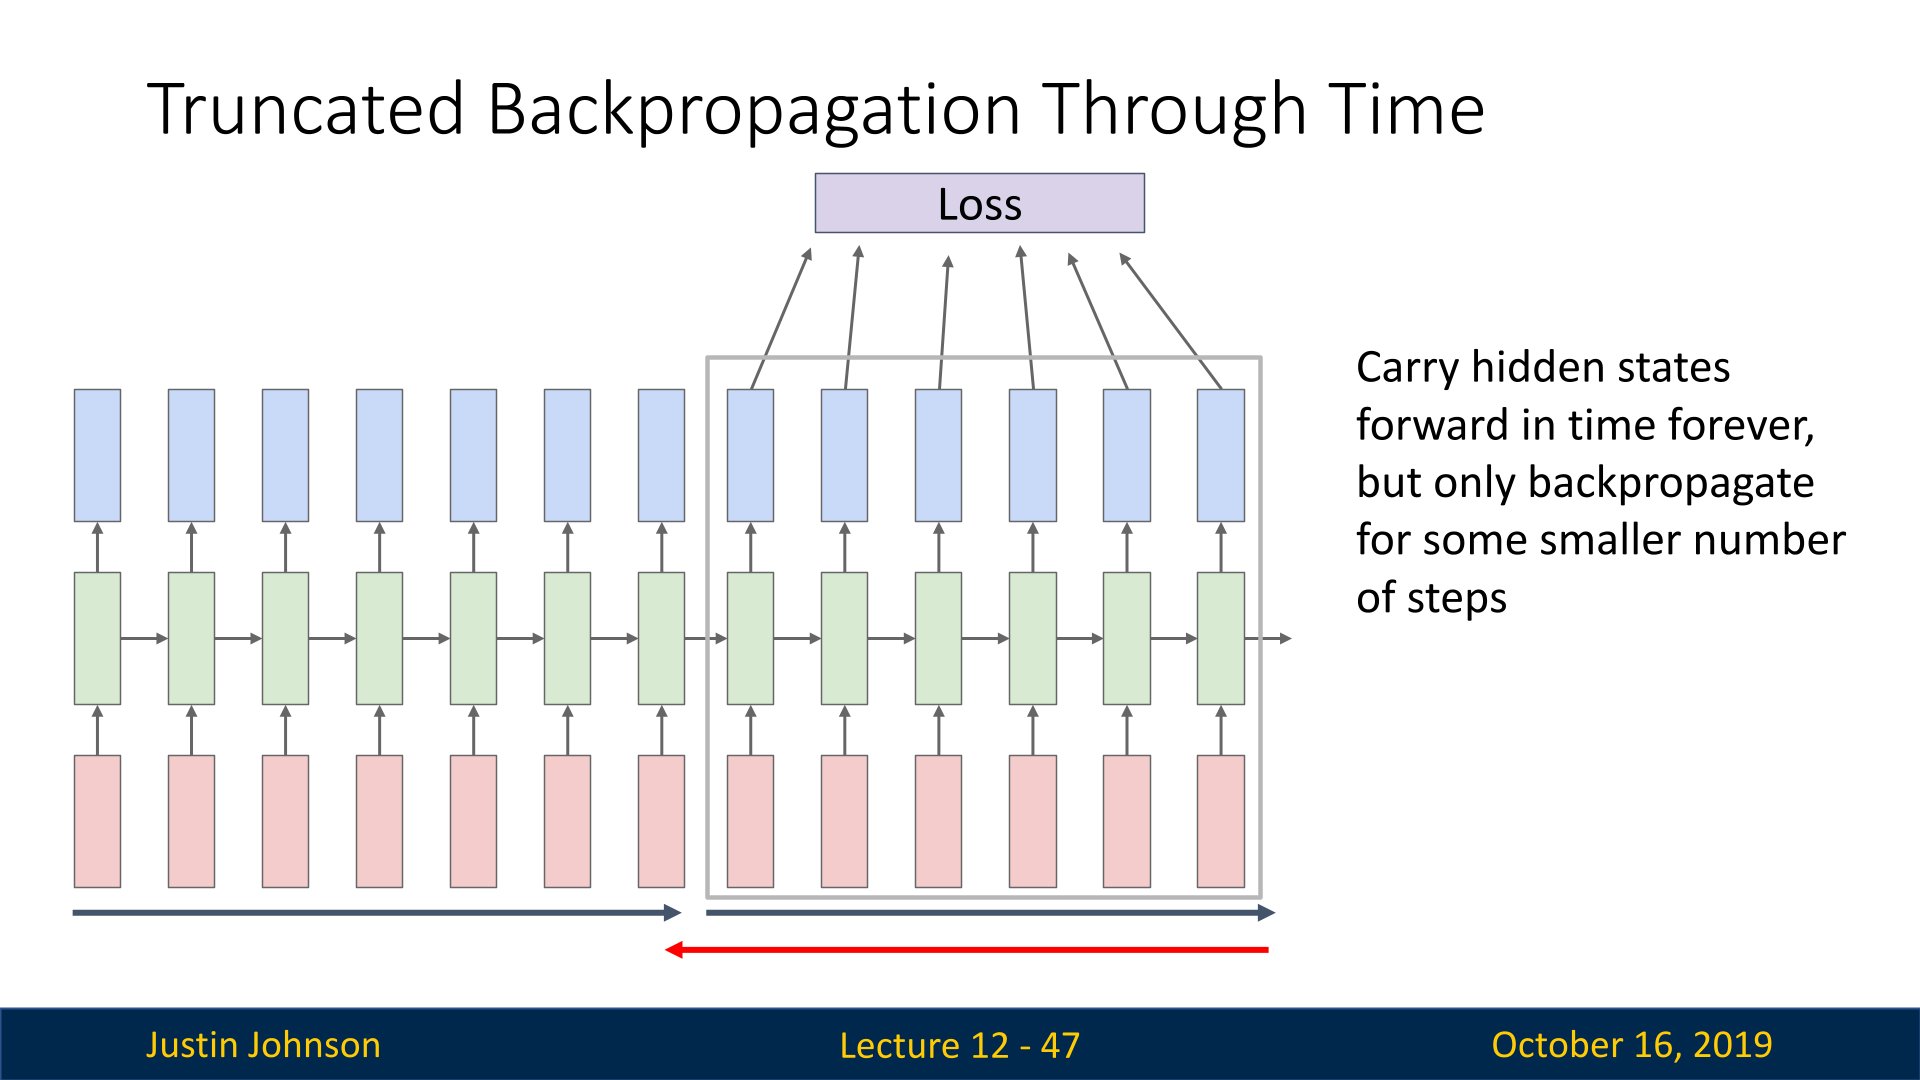 Truncated Backpropagation Through Time
Loss
Carry hidden states
forward in time forever,
but only backpropagate
for some smaller number
of steps
Justin Johnson
Lecture 12 - 47
October 16, 2019